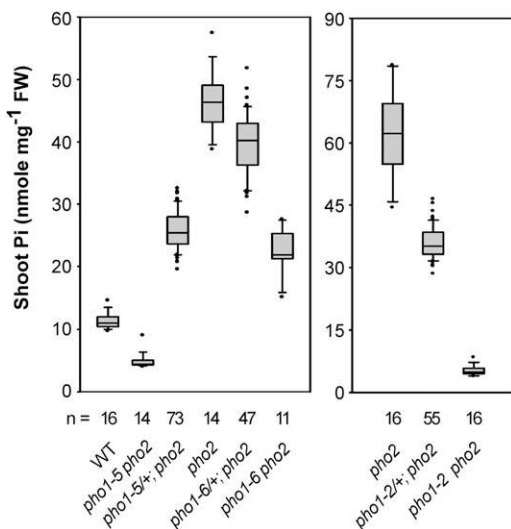 Shoot Pi (nmole mg⁻¹ FW)
60
50
40
30
20
10
0
n = 16 14 73 14 47 11
WT
pho1-5 pho2
pho1-5/+; pho2
pho2
pho1-6/+; pho2
pho1-6 pho2
90
75
60
45
30
15
0
16 55 16
pho2
pho1-2/+; pho2
pho1-2 pho2